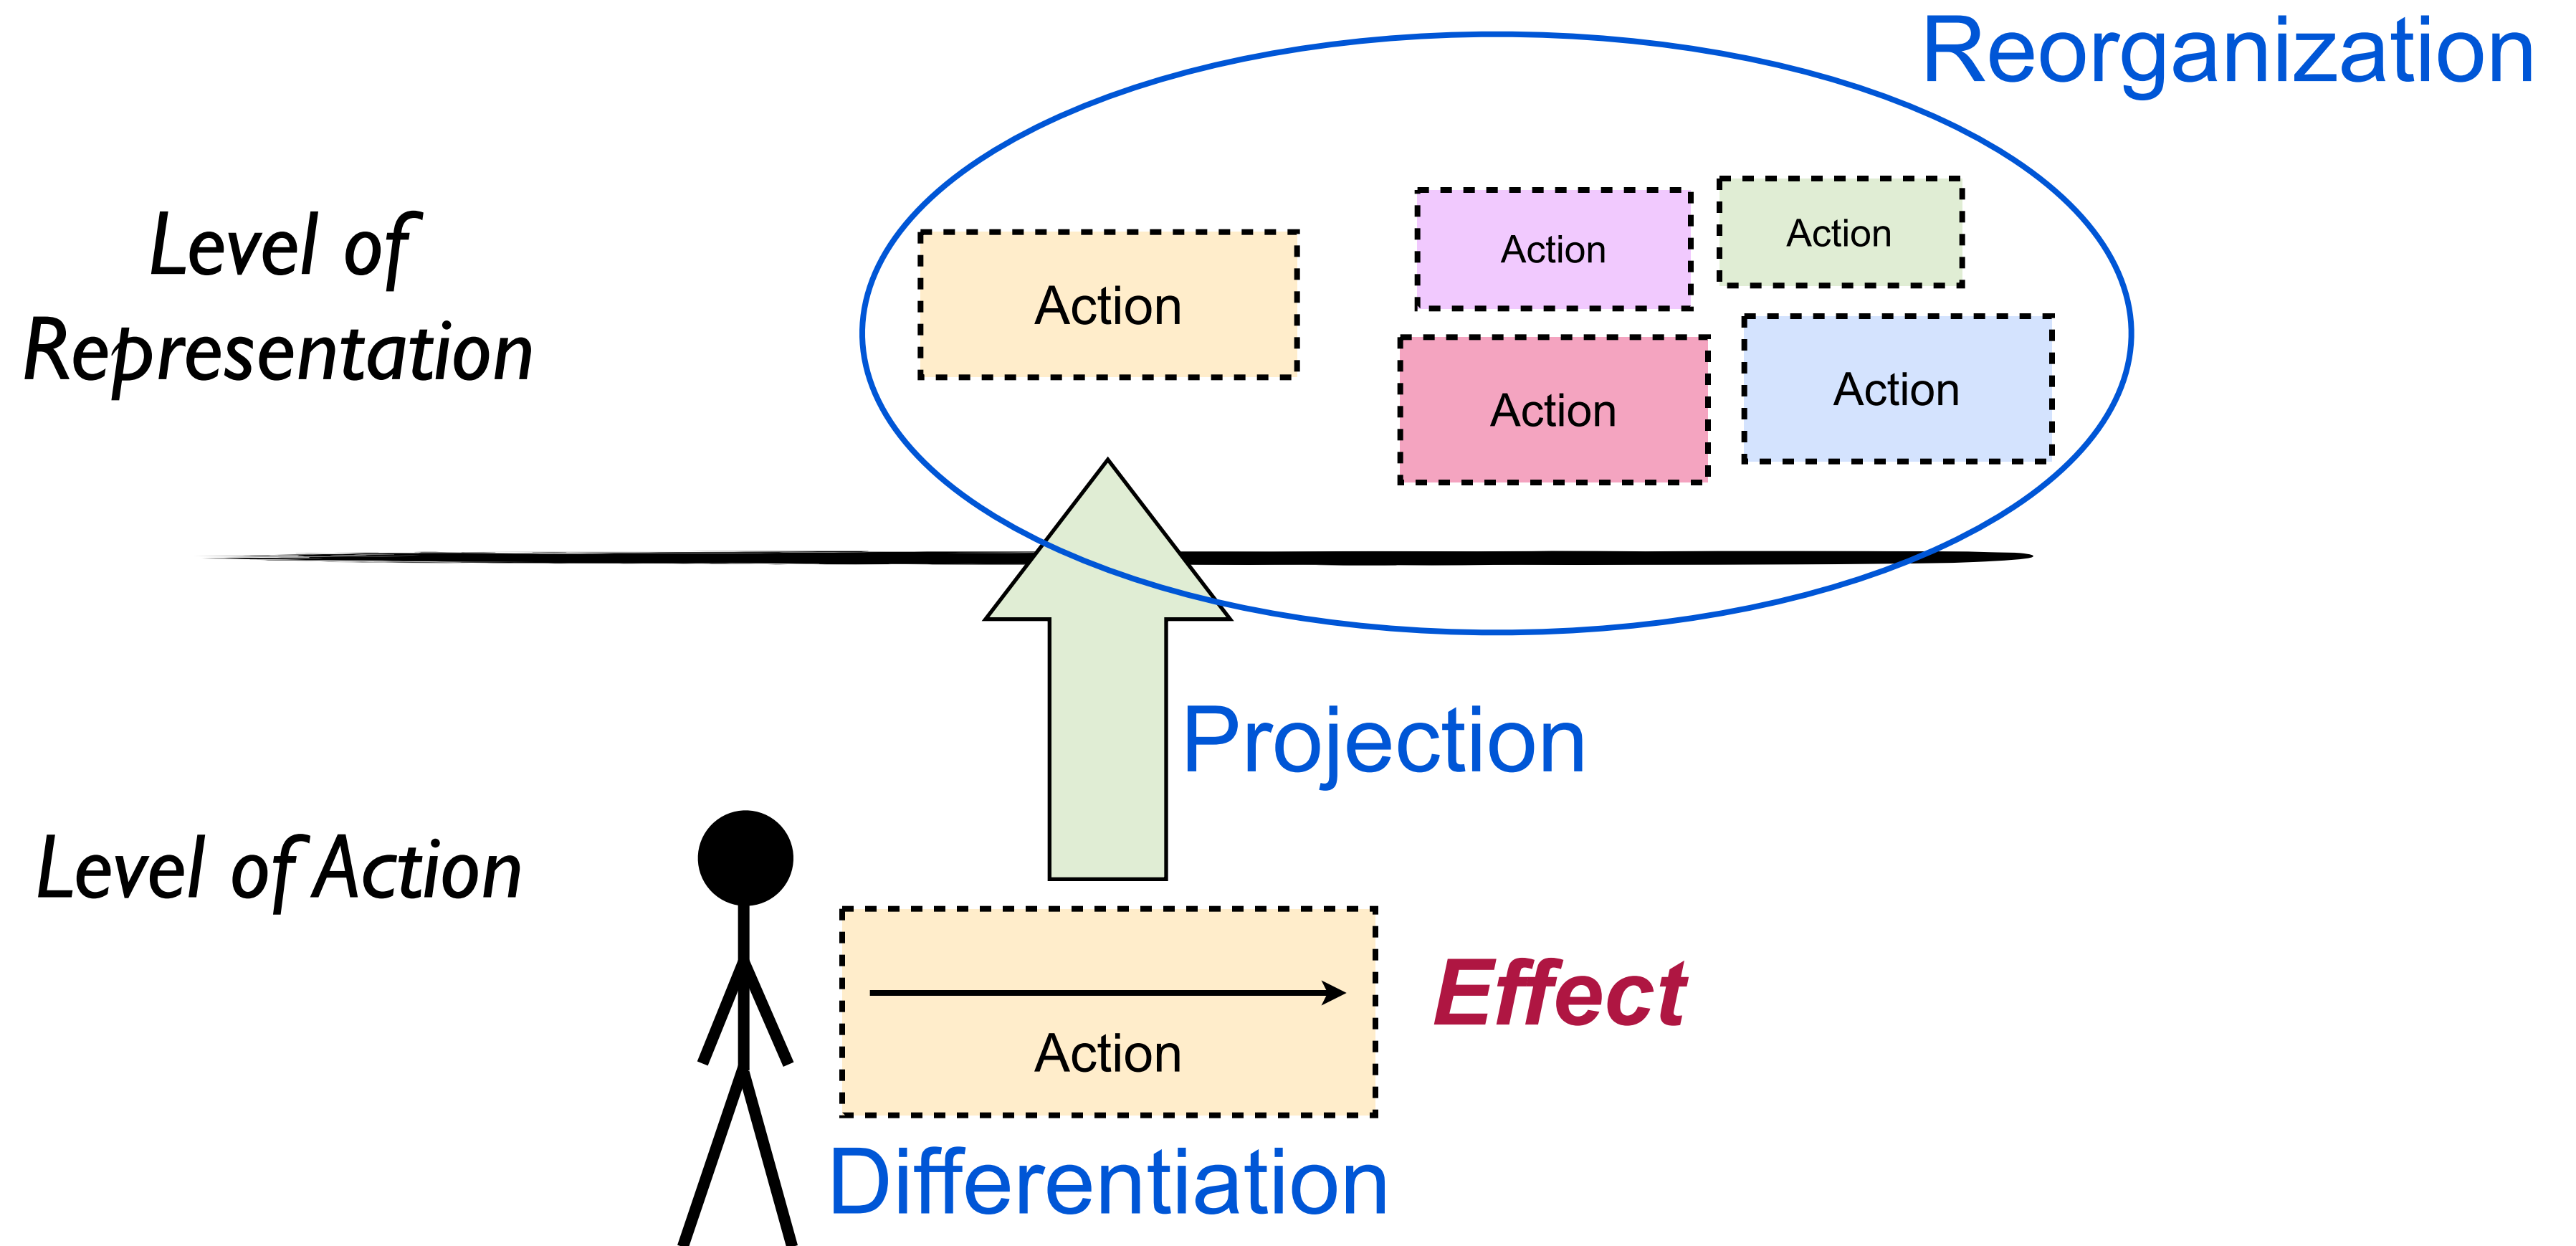 Reorganization
Level of
Representation
Action
Action
Action
Action
Action
Projection
Level of Action
Action
Effect
Differentiation